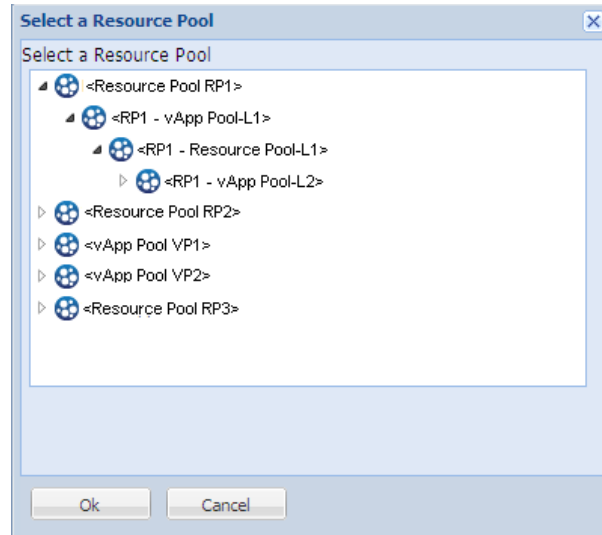 Select a Resource Pool
Select a Resource Pool
<Resource Pool RP1>
<RP1 - vApp Pool-L1>
<RP1 - Resource Pool-L1>
<RP1 - vApp Pool-L2>
<Resource Pool RP2>
<vApp Pool VP1>
<vApp Pool VP2>
<Resource Pool RP3>
Ok Cancel